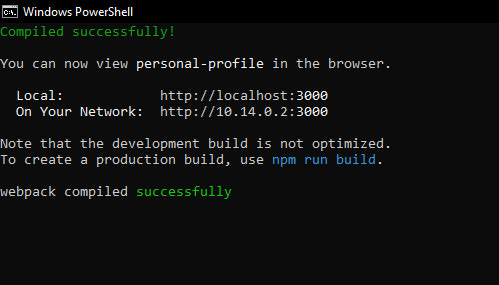 Windows PowerShell
Compiled successfully!
You can now view personal-profile in the browser.
Local: http://localhost:3000
On Your Network: http://10.14.0.2:3000
Note that the development build is not optimized.
To create a production build, use npm run build.
webpack compiled successfully